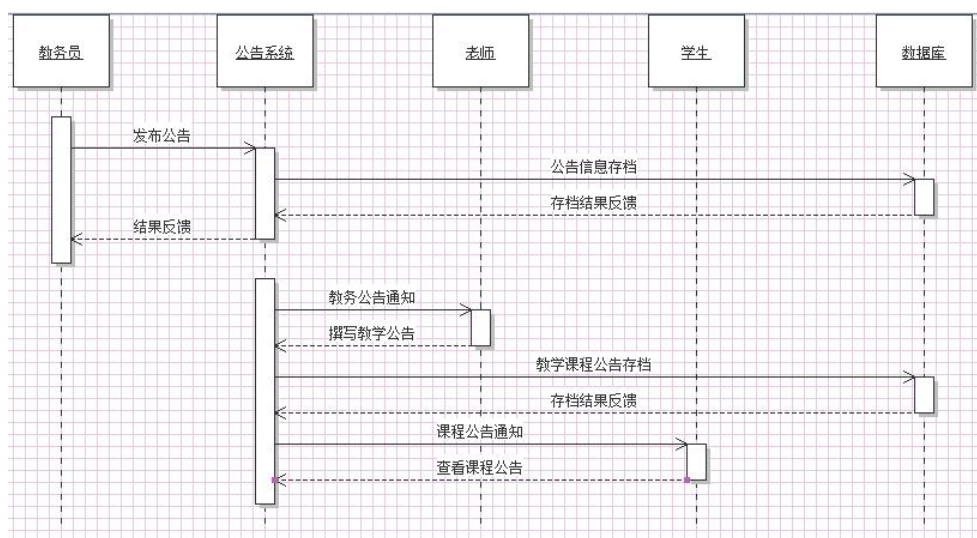 教务员
公告系统
老师
学生
数据库
发布公告
公告信息存档
存档结果反馈
结果反馈
教务公告通知
撰写教学公告
教学课程公告存档
存档结果反馈
课程公告通知
查看课程公告